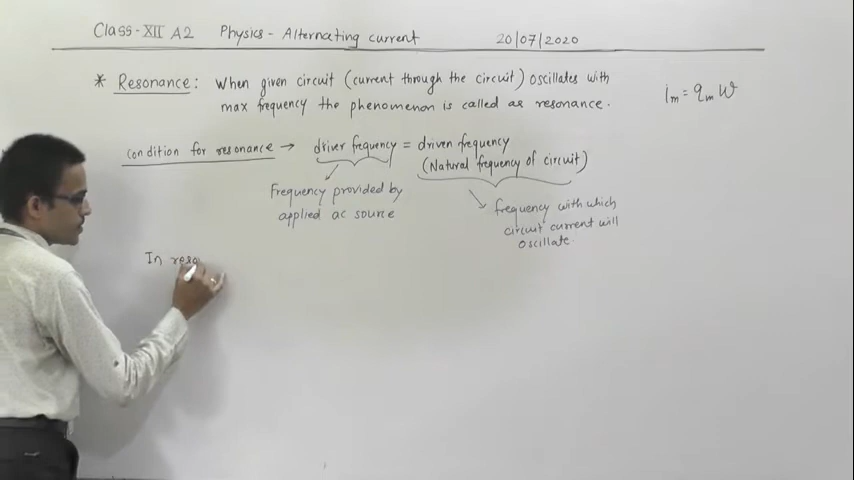 Class-XII A2 Physics - Alternating current 20/07/2020
* Resonance: When given circuit (current through the circuit) oscillates with
max frequency the phenomenon is called as resonance.
im = qm ω
condition for resonance → driver frequency = driven frequency
(Natural frequency of circuit)
Frequency provided by
applied ac source
frequency with which
circuit current will
oscillate.
In reso